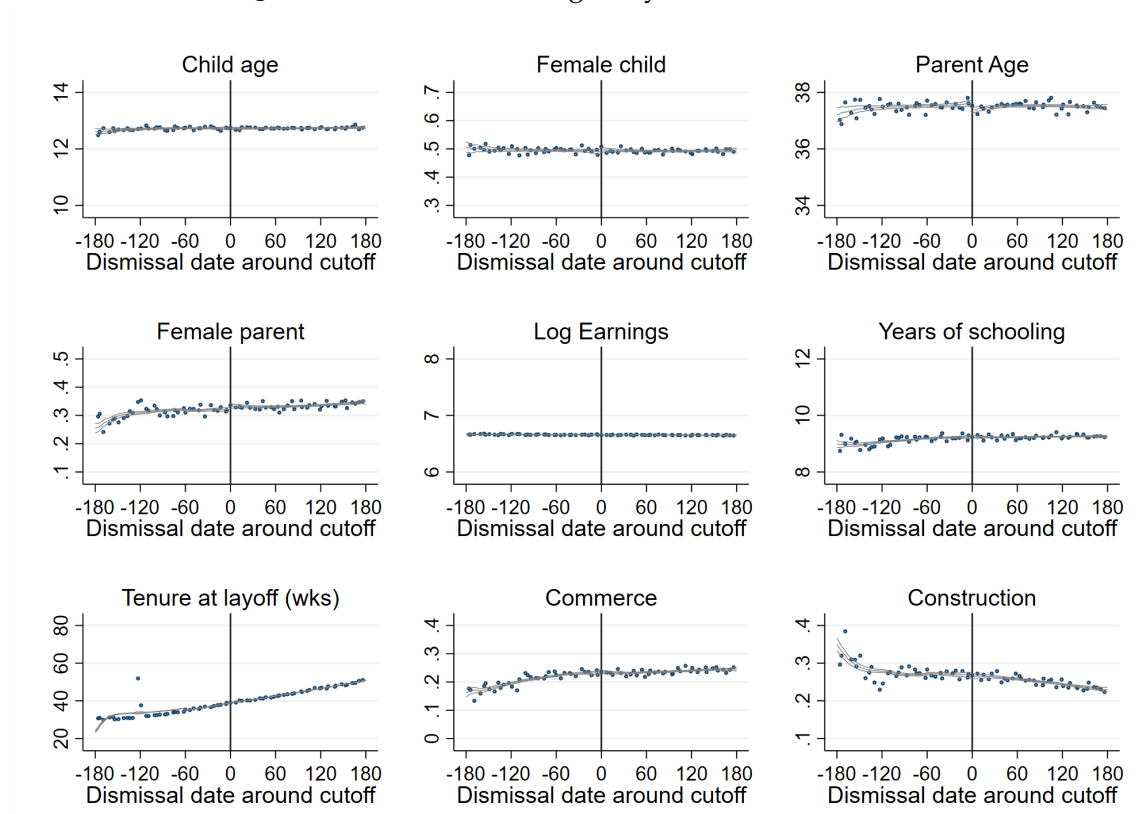 Child age
14
12
10
-180 -120 -60 0 60 120 180
Dismissal date around cutoff
Female child
.7
.6
.5
.4
.3
-180 -120 -60 0 60 120 180
Dismissal date around cutoff
Parent Age
38
36
34
-180 -120 -60 0 60 120 180
Dismissal date around cutoff
Female parent
.5
.4
.3
.2
.1
-180 -120 -60 0 60 120 180
Dismissal date around cutoff
Log Earnings
8
7
6
-180 -120 -60 0 60 120 180
Dismissal date around cutoff
Years of schooling
12
10
8
-180 -120 -60 0 60 120 180
Dismissal date around cutoff
Tenure at layoff (wks)
80
60
40
20
-180 -120 -60 0 60 120 180
Dismissal date around cutoff
Commerce
.4
.3
.2
.1
0
-180 -120 -60 0 60 120 180
Dismissal date around cutoff
Construction
.4
.3
.2
.1
-180 -120 -60 0 60 120 180
Dismissal date around cutoff